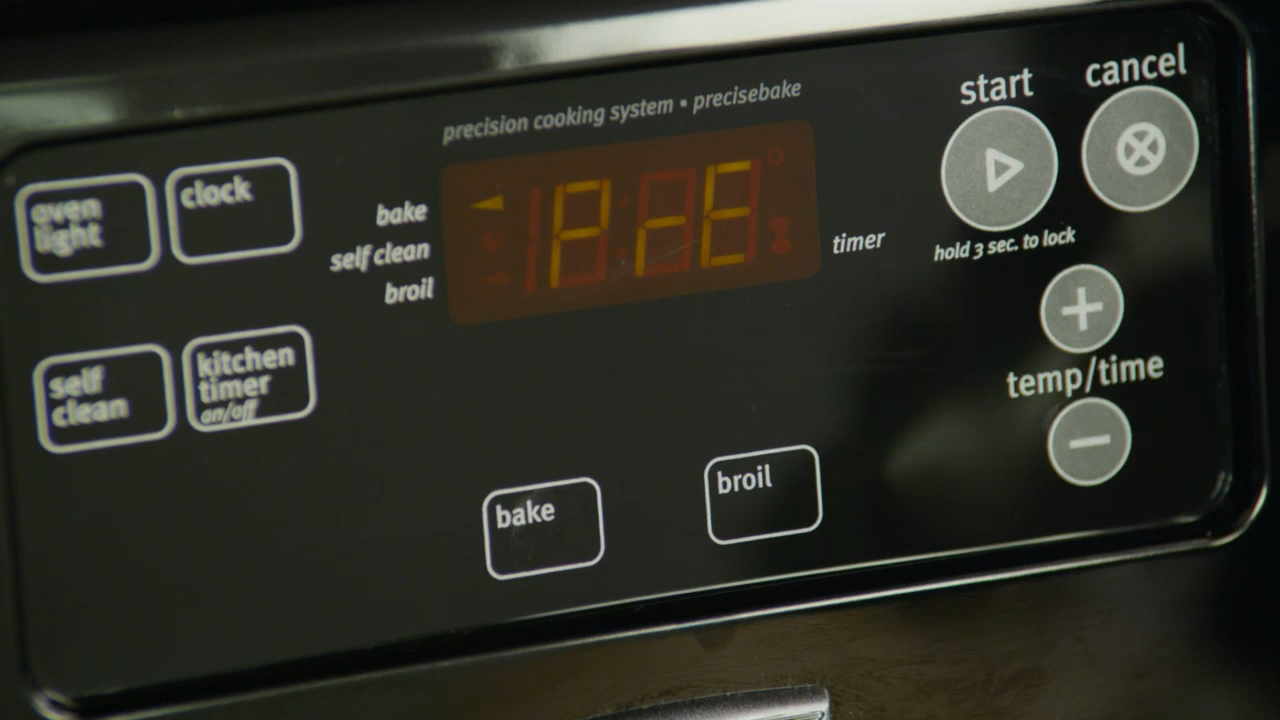 precision cooking system • precisebake
start
cancel
oven
light
clock
bake
self clean
broil
PrE
timer
hold 3 sec. to lock
self
clean
kitchen
timer
on/off
temp/time
bake
broil